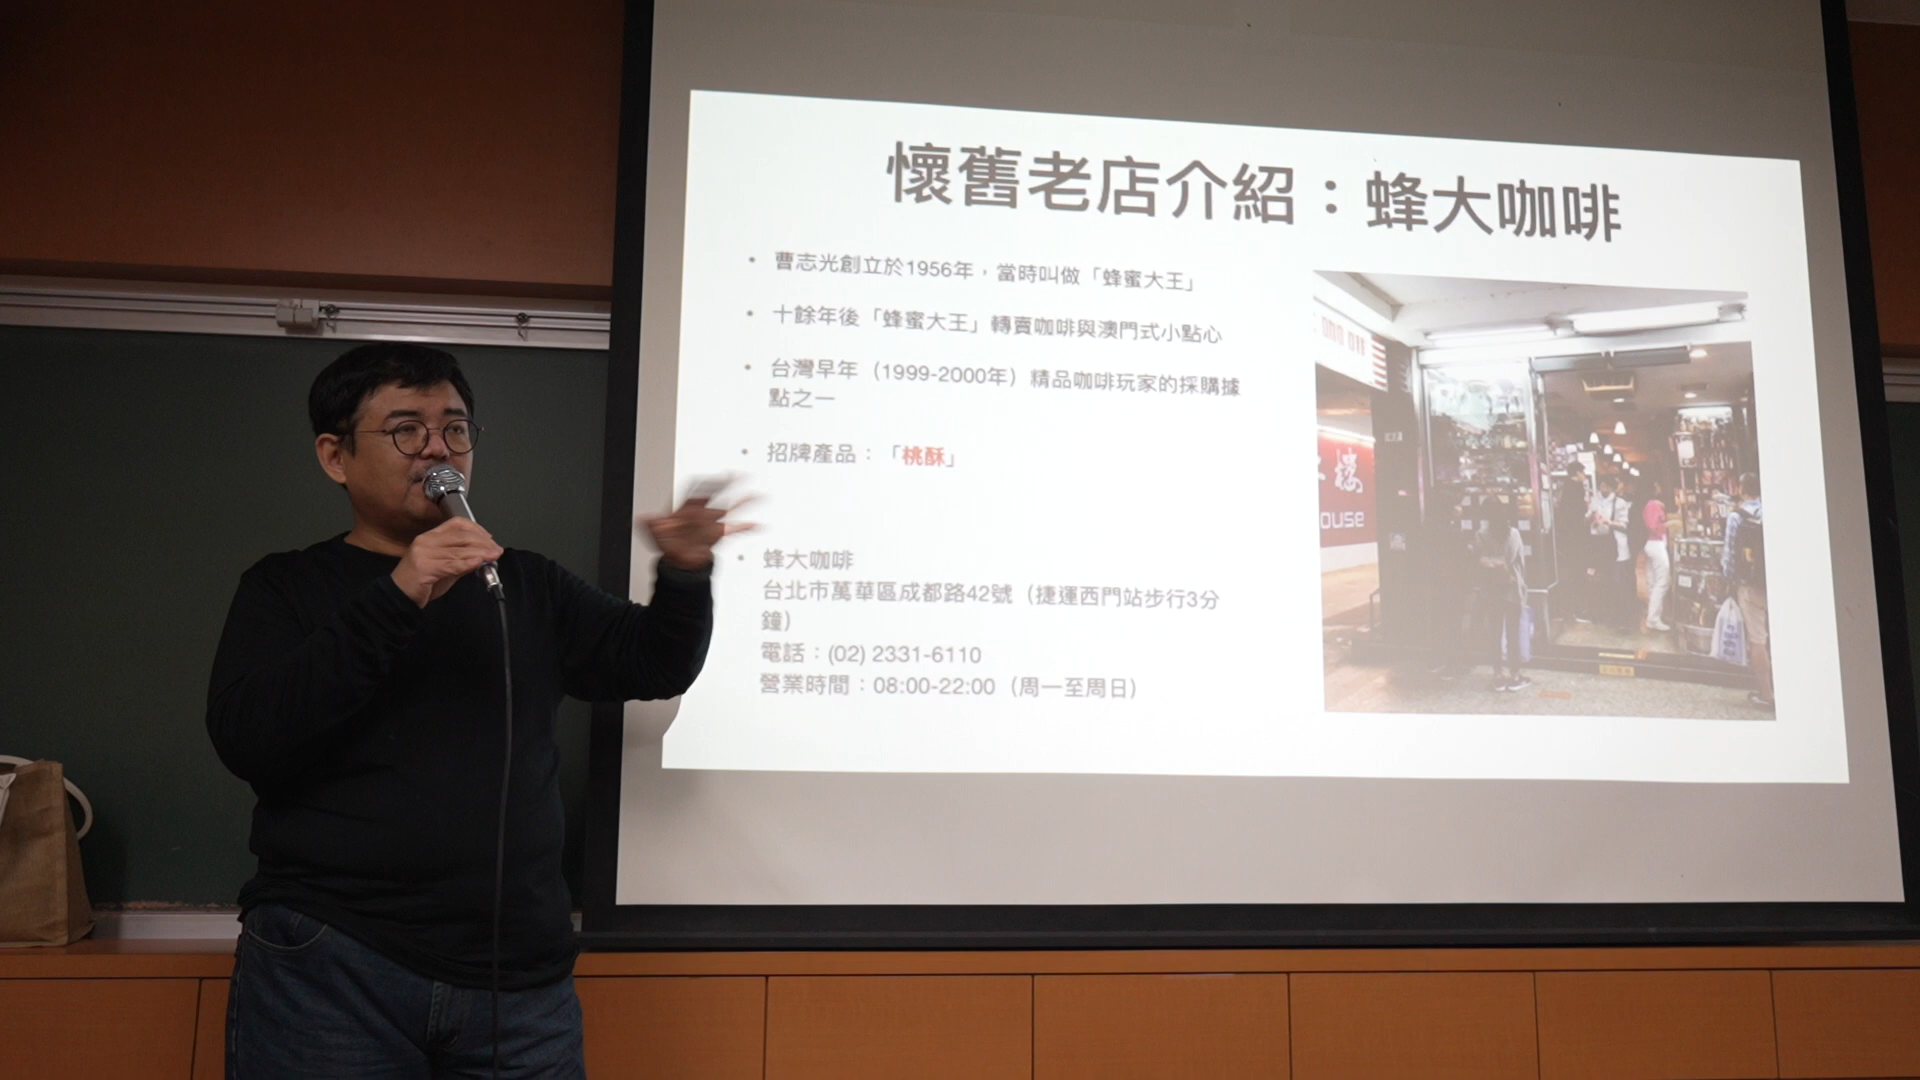 懷舊老店介紹：蜂大咖啡
• 曹志光創立於1956年，當時叫做「蜂蜜大王」
• 十餘年後「蜂蜜大王」轉賣咖啡與澳門式小點心
• 台灣早年（1999-2000年）精品咖啡玩家的採購據
點之一
• 招牌產品：「桃酥」
• 蜂大咖啡
台北市萬華區成都路42號（捷運西門站步行3分
鐘）
電話：(02) 2331-6110
營業時間：08:00-22:00（周一至周日）
樓
ouse